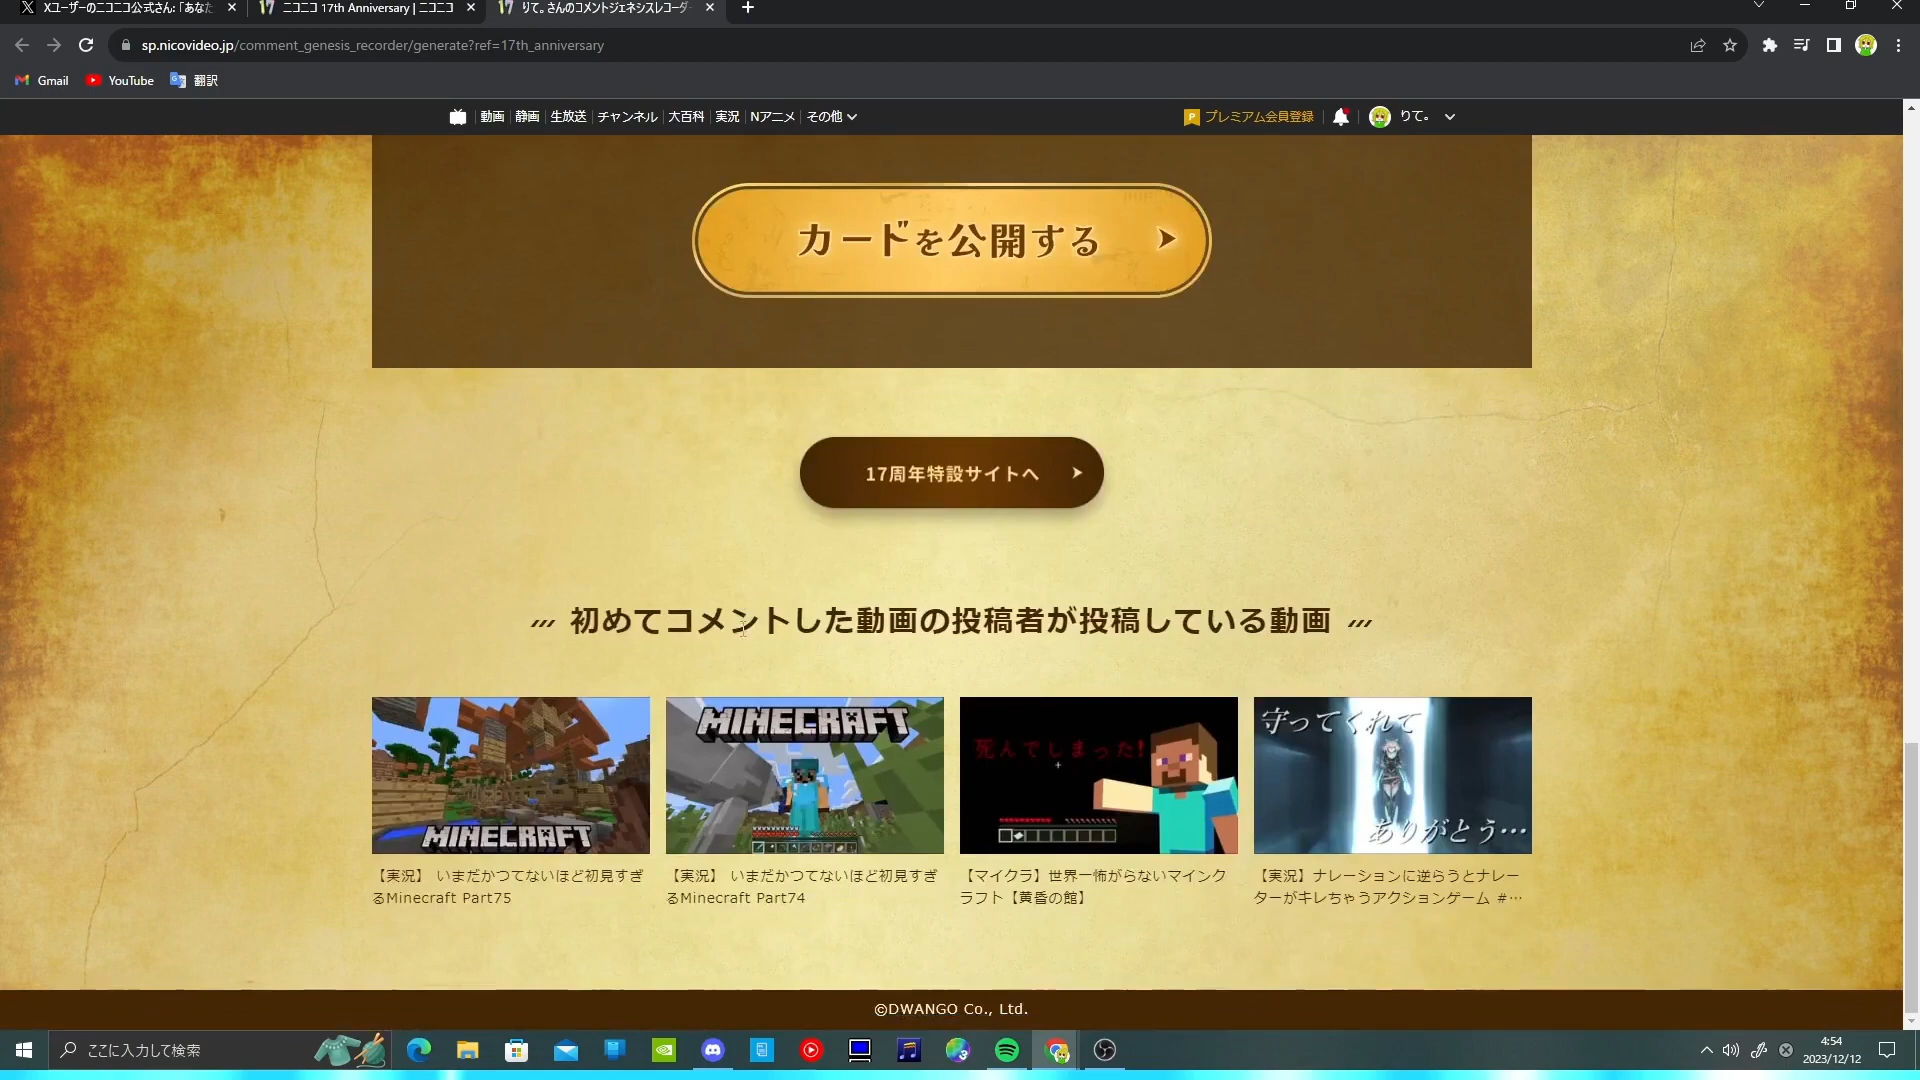 Xユーザーのニコニコ公式さん:「あなた
ニコニコ 17th Anniversary | ニコニコ
りて。さんのコメントジェネシスレコーダー
sp.nicovideo.jp/comment_genesis_recorder/generate?ref=17th_anniversary
Gmail
YouTube
翻訳
動画 静画 生放送 チャンネル 大百科 実況 Nアニメ その他
プレミアム会員登録
りて。
カードを公開する
17周年特設サイトへ
初めてコメントした動画の投稿者が投稿している動画
MINECRAFT
MINECRAFT
死んでしまった!
守ってくれて
ありがとう…
【実況】 いまだかつてないほど初見すぎ
るMinecraft Part75
【実況】 いまだかつてないほど初見すぎ
るMinecraft Part74
【マイクラ】世界一怖がらないマインク
ラフト【黄昏の館】
【実況】ナレーションに逆らうとナレー
ターがキレちゃうアクションゲーム #…
©DWANGO Co., Ltd.
ここに入力して検索
4:54
2023/12/12